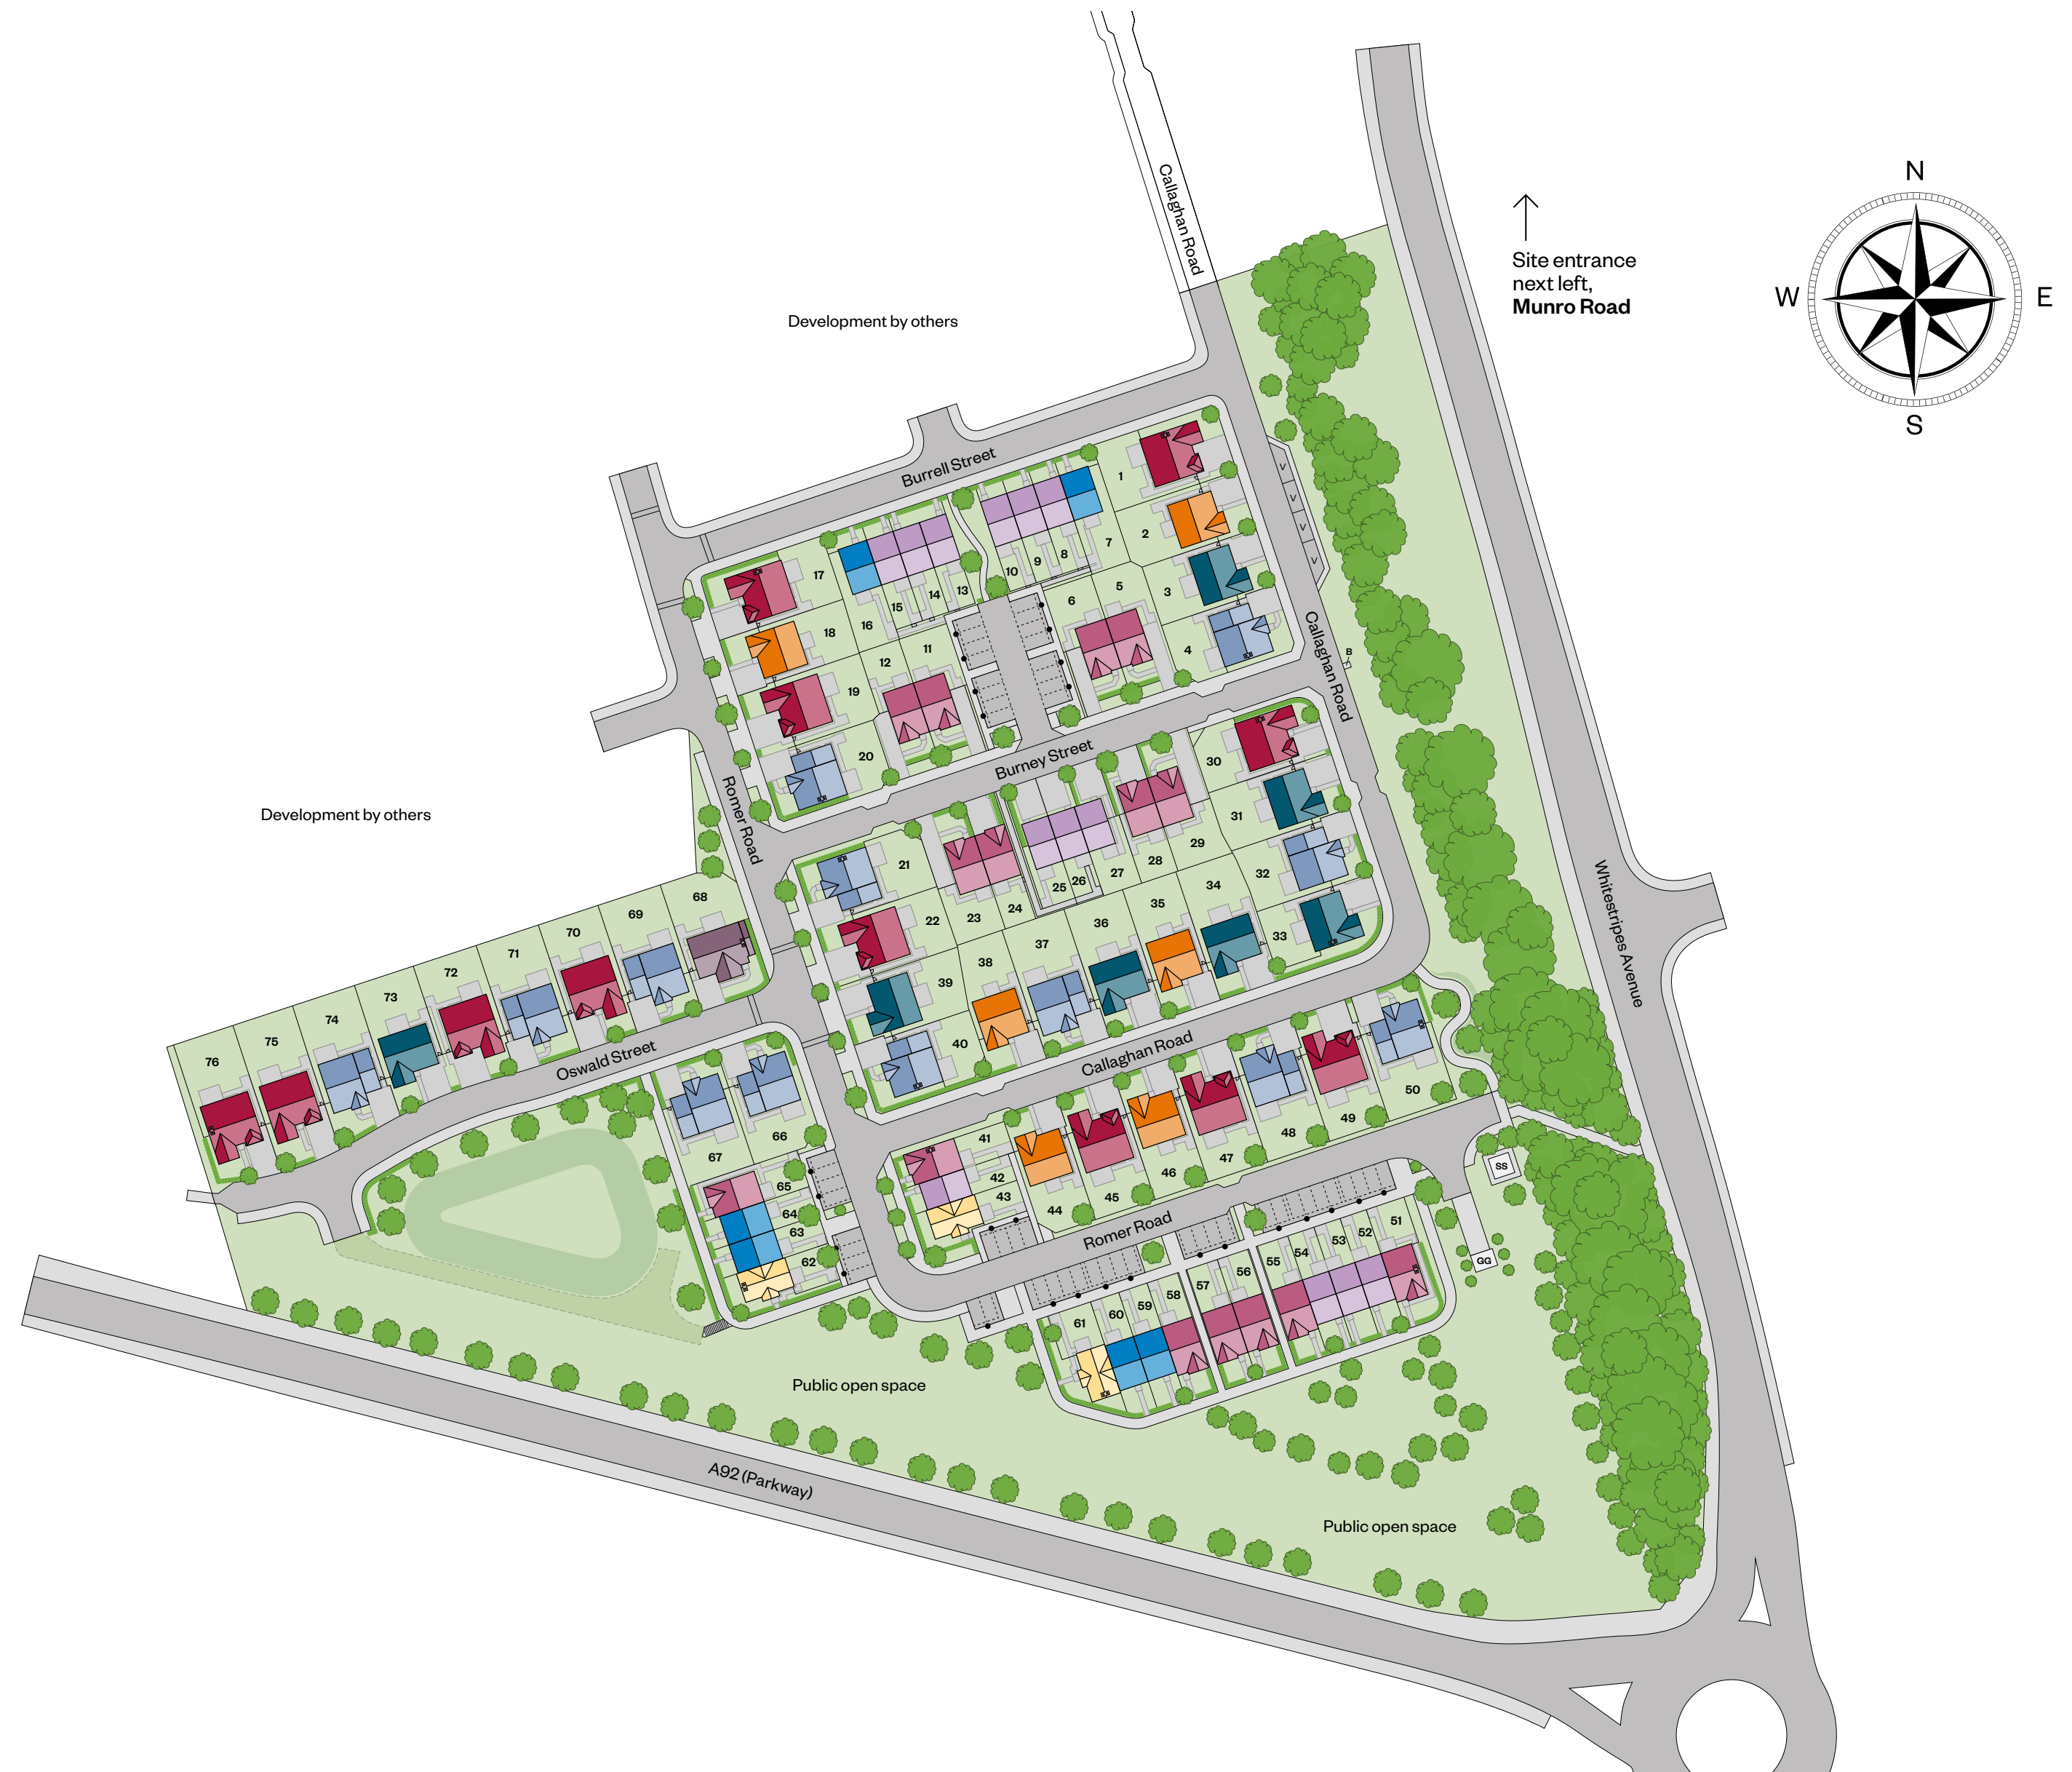 Callaghan Road
N
W
E
S
Site entrance
next left,
Munro Road
Development by others
Burrell Street
1
2
3
4
5
6
7
8
9
10
11
12
13
14
15
16
17
18
19
20
V
V
V
V
B
Callaghan Road
Burney Street
Romer Road
Development by others
Whitestripes Avenue
21
22
23
24
25
26
27
28
29
30
31
32
33
34
35
36
37
38
39
40
68
69
70
71
72
73
74
75
76
Oswald Street
Callaghan Road
41
42
43
44
45
46
47
48
49
50
66
67
65
64
63
62
Romer Road
SS
GG
51
52
53
54
55
56
57
58
59
60
61
Public open space
A92 (Parkway)
Public open space